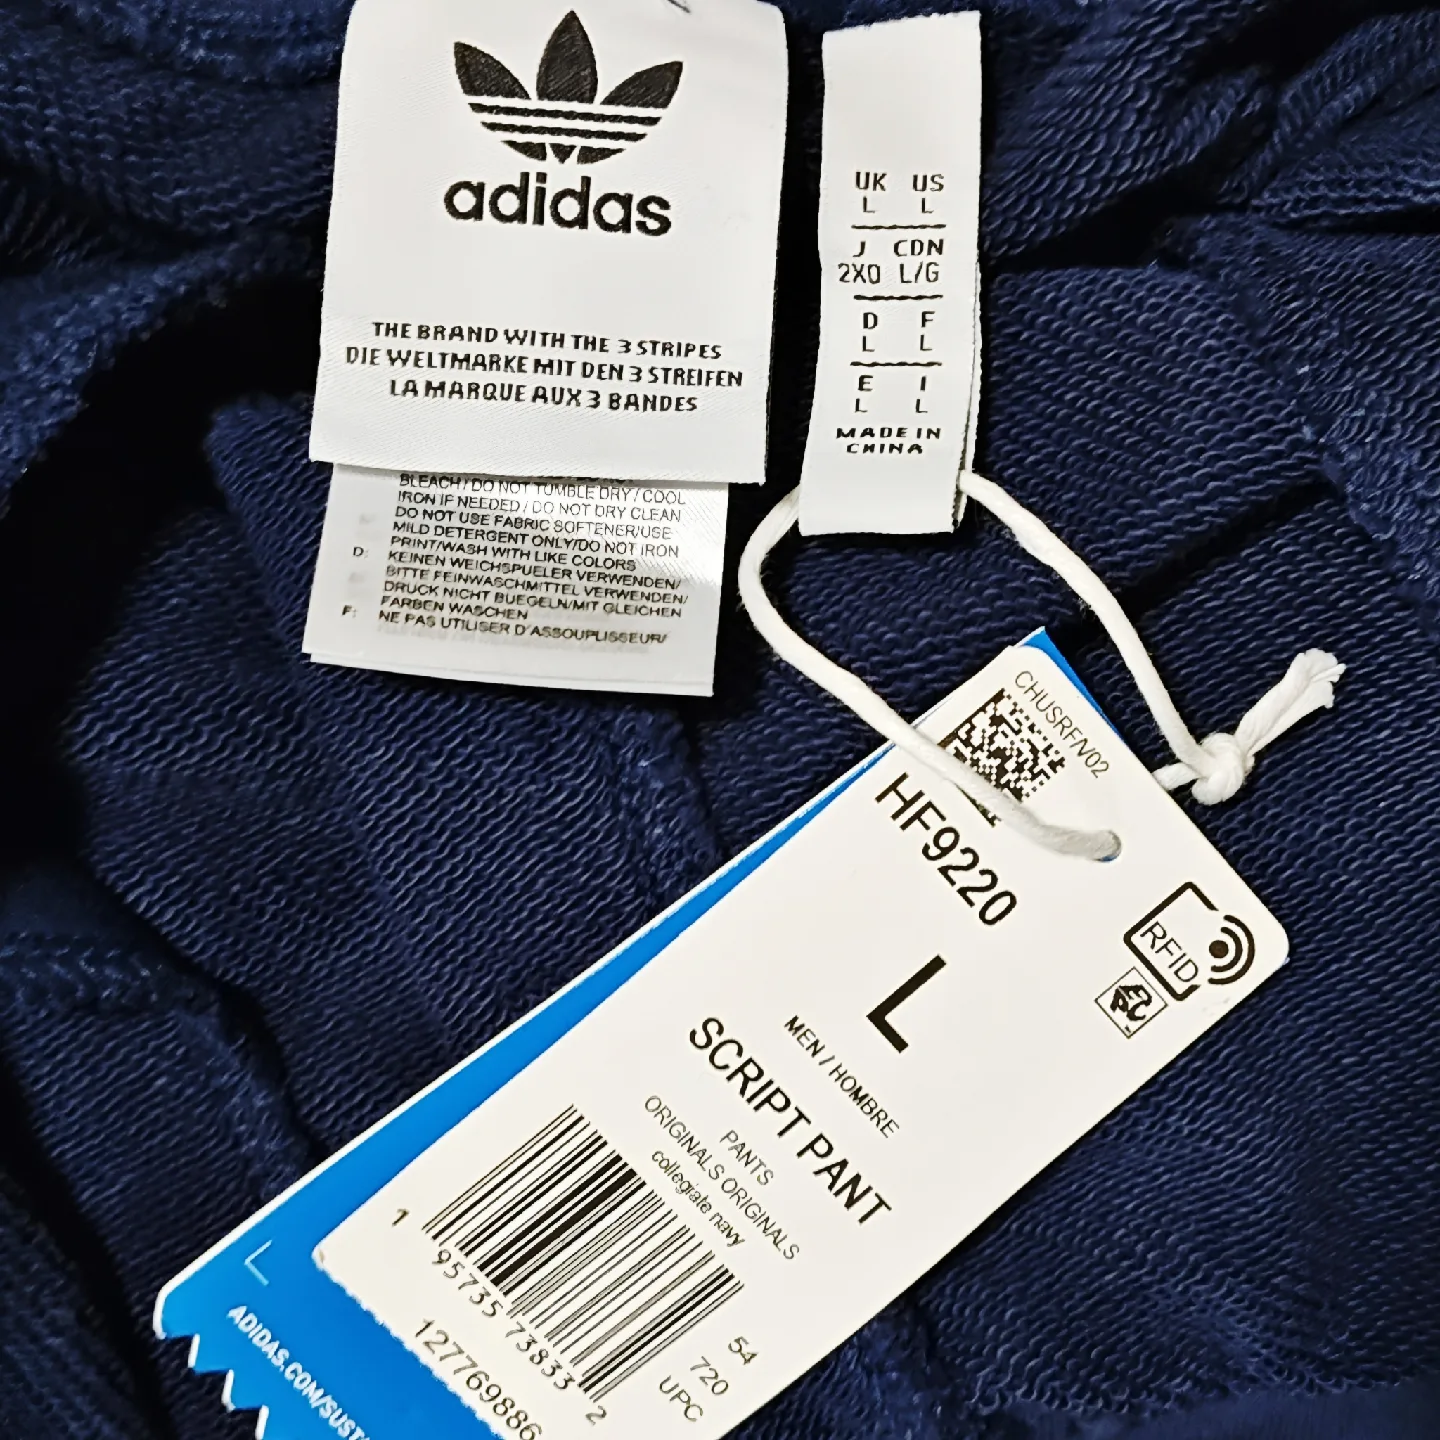 adidas
THE BRAND WITH THE 3 STRIPES
DIE WELTMARKE MIT DEN 3 STREIFEN
LA MARQUE AUX 3 BANDES
BLEACH / DO NOT TUMBLE DRY / COOL
IRON IF NEEDED / DO NOT DRY CLEAN
DO NOT USE FABRIC SOFTENER/USE
MILD DETERGENT ONLY/DO NOT IRON
PRINT/WASH WITH LIKE COLORS
D: KEINEN WEICHSPUELER VERWENDEN/
BITTE FEINWASCHMITTEL VERWENDEN/
DRUCK NICHT BUEGELN/MIT GLEICHEN
FARBEN WASCHEN
F: NE PAS UTILISER D'ASSOUPLISSEUR/
UK US
L L
J CDN
2XO L/G
D F
L L
E I
L L
MADE IN
CHINA
CHUSRF/V02
HF9220
RFID
EPC
L
MEN / HOMBRE
SCRIPT PANT
PANTS
ORIGINALS ORIGINALS
collegiate navy
1 95735 73833 2
127769886
54
720
UPC
L
ADIDAS.COM/SUST